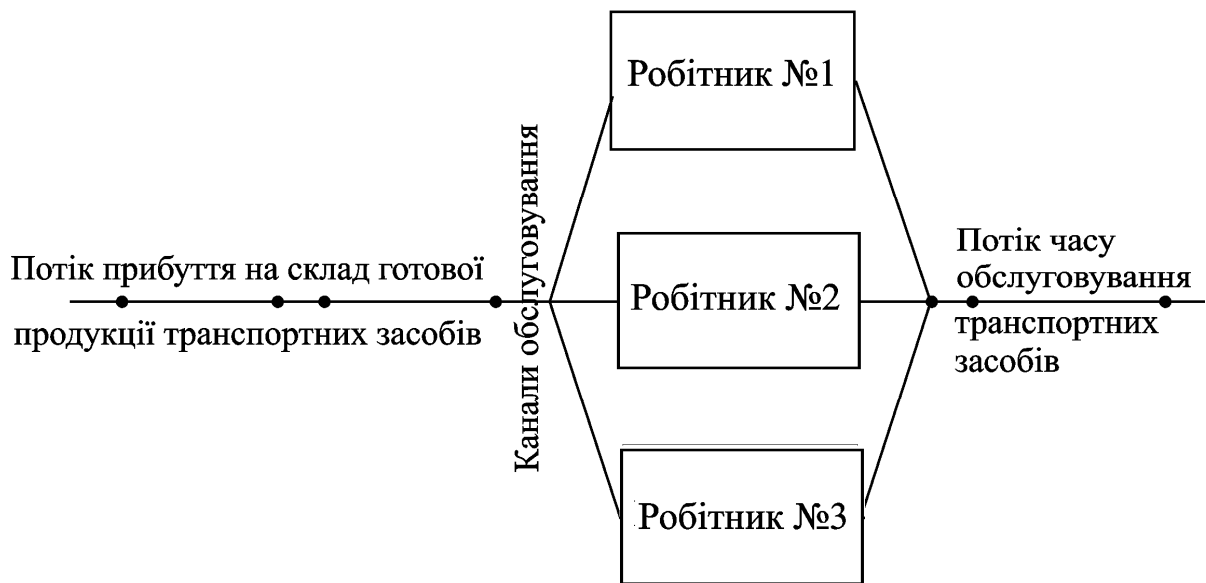 Потік прибуття на склад готової
продукції транспортних засобів
Канали обслуговування
Робітник №1
Робітник №2
Робітник №3
Потік часу
обслуговування
транспортних
засобів